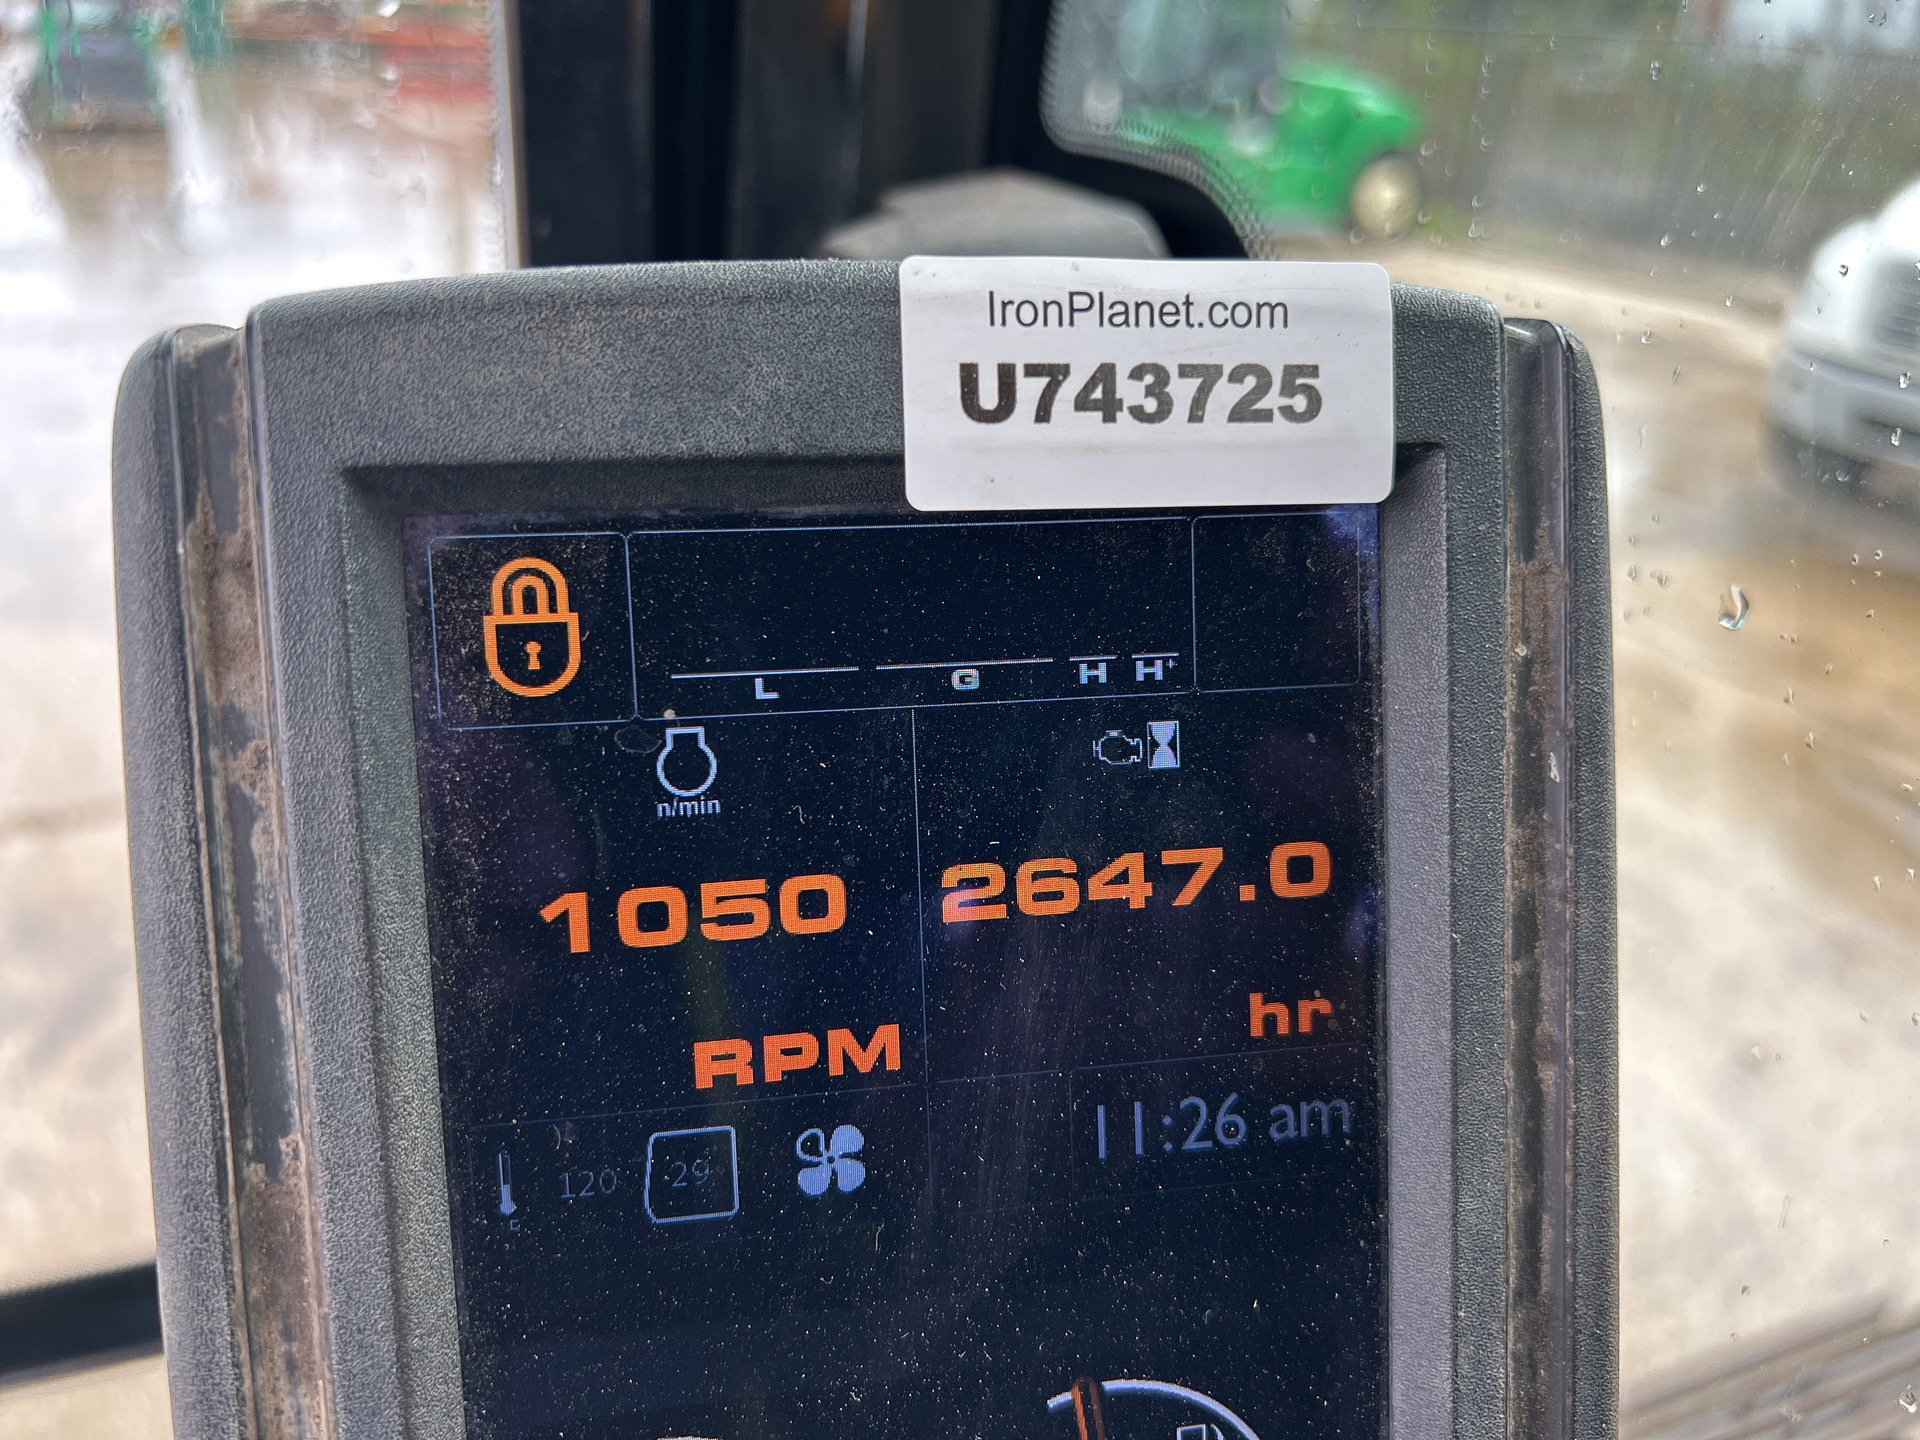 IronPlanet.com
U743725
L G H H+
n/min
1050 2647.0
RPM hr
120 29 11:26 am